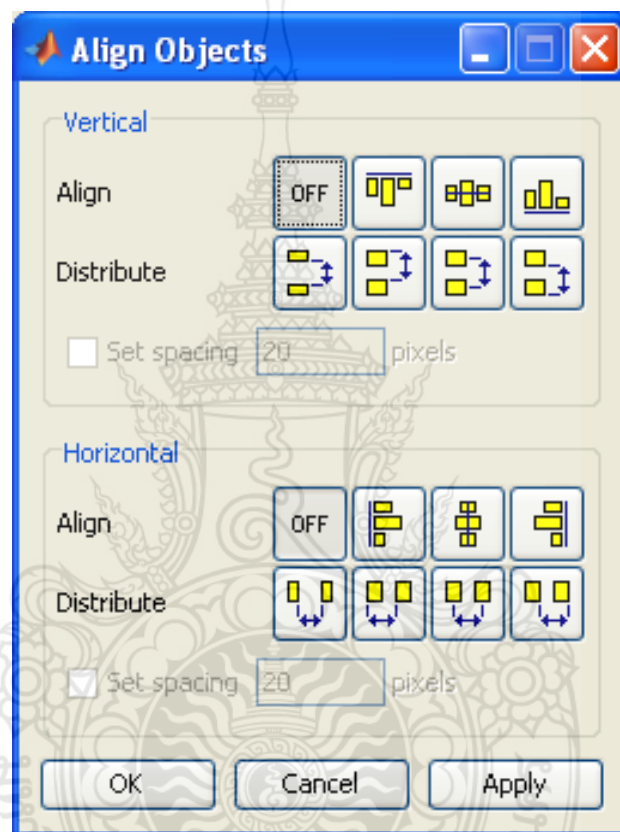 Align Objects
Vertical
Align OFF
Distribute
Set spacing 20 pixels
Horizontal
Align OFF
Distribute
Set spacing 20 pixels
OK Cancel Apply